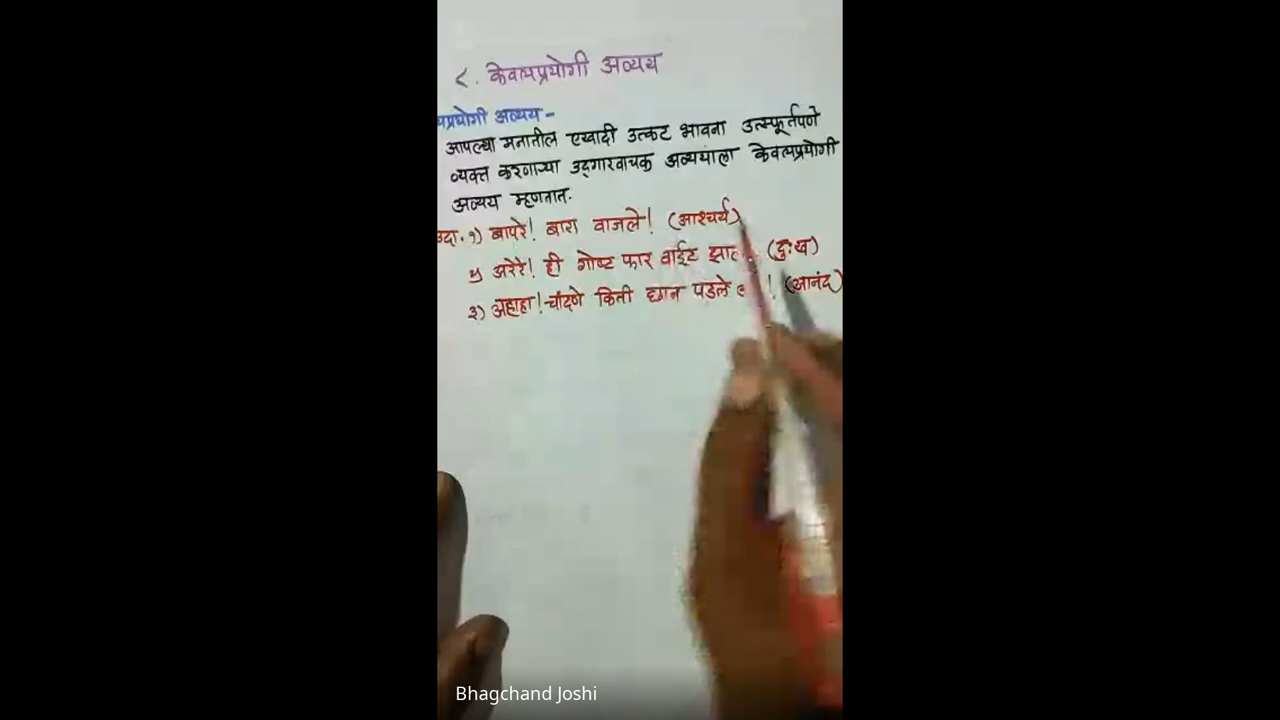 ८. केवलप्रयोगी अव्यय
प्रयोगी अव्यय -
आपल्या मनातील एखादी उत्कट भावना उत्स्फूर्तपणे
व्यक्त करणाऱ्या उद्‌गारवाचक अव्ययाला केवलप्रयोगी
अव्यय म्हणतात.
उदा. १) बापरे! बारा वाजले! (आश्चर्य)
२) अरेरे! ही गोष्ट फार वाईट (दुःख)
३) अहाहा! चांदणे किती छान पडले ! (आनंद)
Bhagchand Joshi